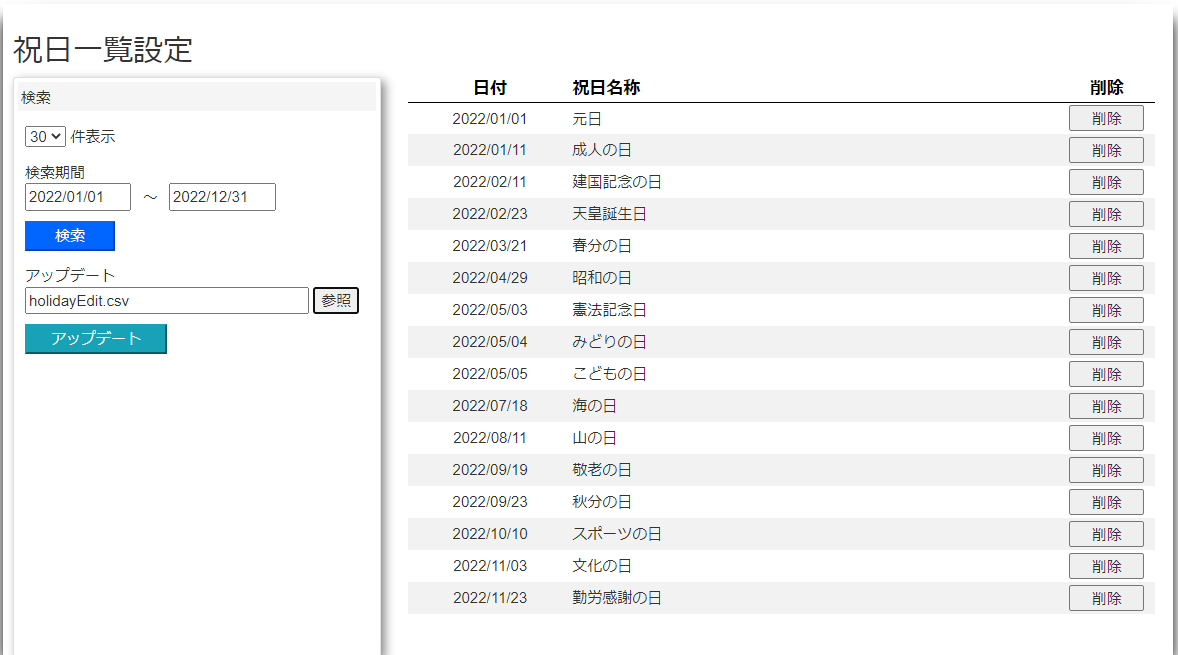 祝日一覧設定
検索
30 件表示
検索期間
2022/01/01 ～ 2022/12/31
検索
アップデート
holidayEdit.csv 参照
アップデート
日付 祝日名称 削除
2022/01/01 元日 削除
2022/01/11 成人の日 削除
2022/02/11 建国記念の日 削除
2022/02/23 天皇誕生日 削除
2022/03/21 春分の日 削除
2022/04/29 昭和の日 削除
2022/05/03 憲法記念日 削除
2022/05/04 みどりの日 削除
2022/05/05 こどもの日 削除
2022/07/18 海の日 削除
2022/08/11 山の日 削除
2022/09/19 敬老の日 削除
2022/09/23 秋分の日 削除
2022/10/10 スポーツの日 削除
2022/11/03 文化の日 削除
2022/11/23 勤労感謝の日 削除